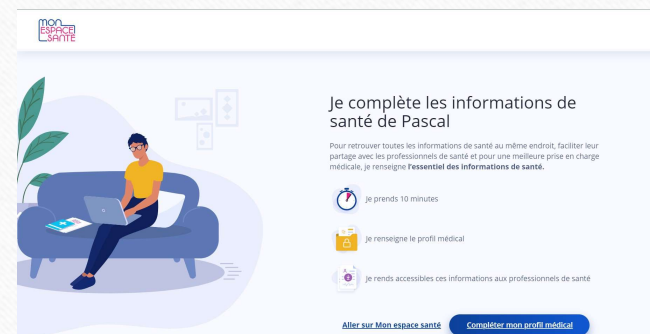 mon
ESPACE
SANTÉ
Je complète les informations de
santé de Pascal
Pour retrouver toutes les informations de santé au même endroit, faciliter leur
partage avec les professionnels de santé et pour une meilleure prise en charge
médicale, je renseigne l'essentiel des informations de santé.
Je prends 10 minutes
Je renseigne le profil médical
Je rends accessibles ces informations aux professionnels de santé
Aller sur Mon espace santé Compléter mon profil médical